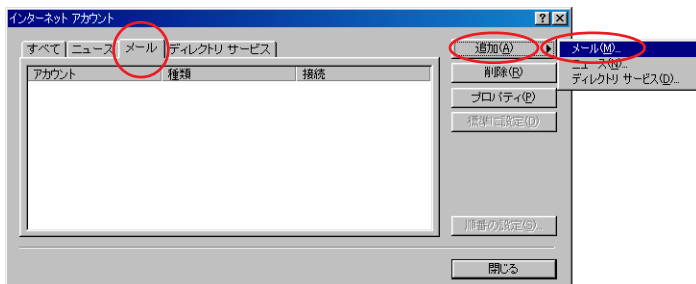 インターネット アカウント
すべて ニュース メール ディレクトリ サービス
アカウント 種類 接続
追加(A)
削除(R)
プロパティ(P)
標準に設定(D)
順番の設定(S)...
閉じる
メール(M)...
ニュース(N)...
ディレクトリ サービス(D)...